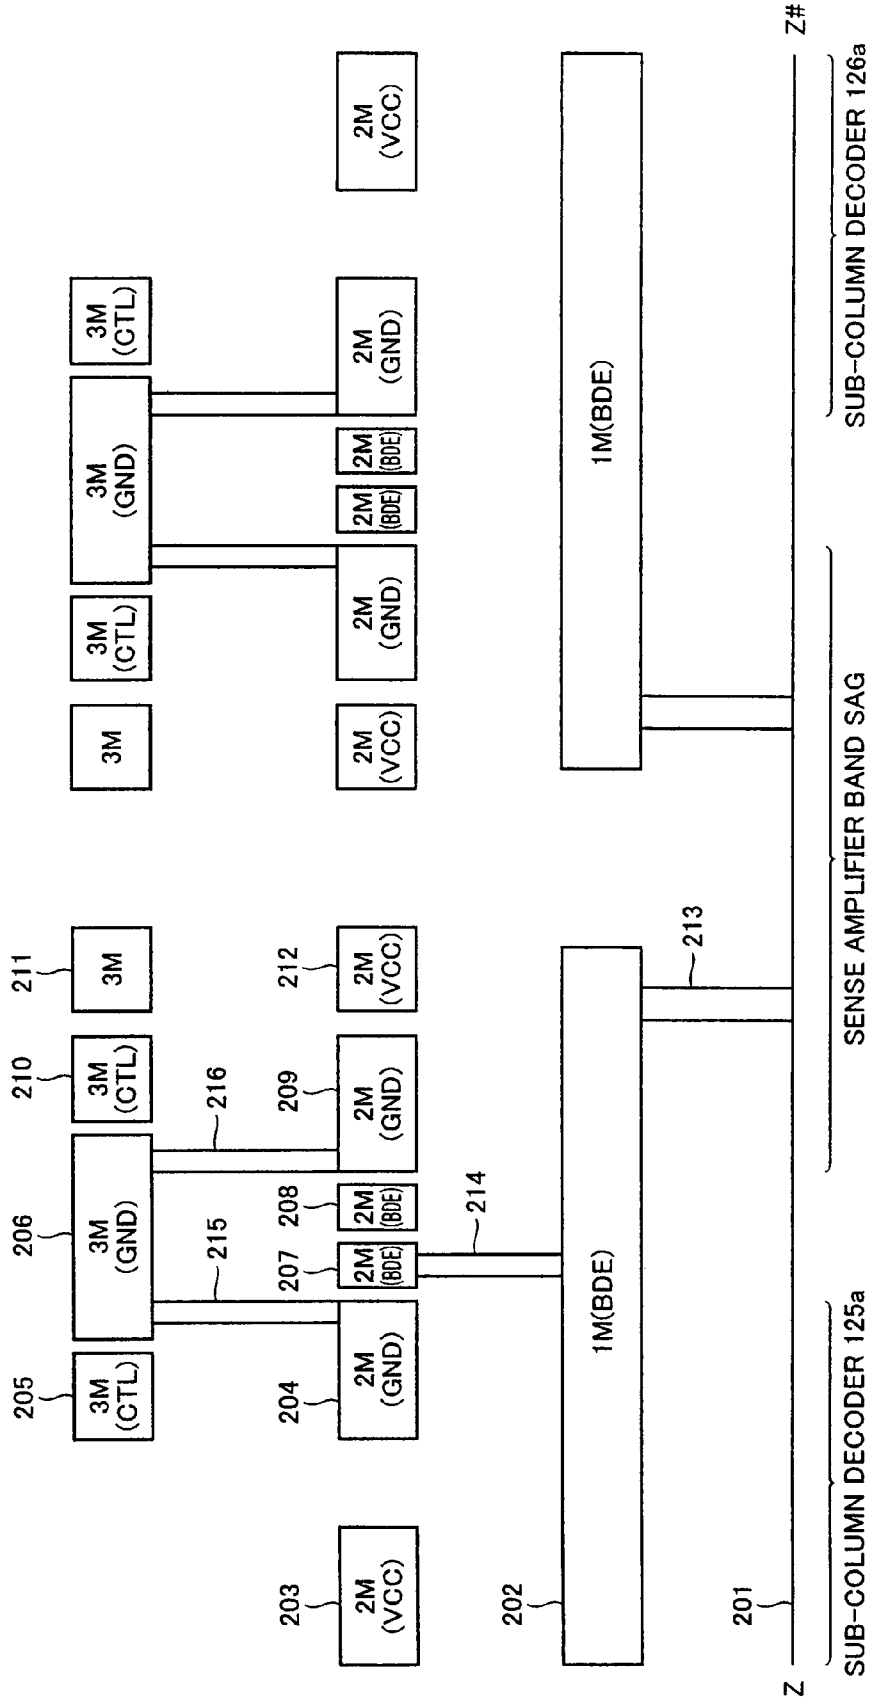 205
206
210
211
3M
(CTL)
3M
(GND)
3M
(CTL)
3M
3M
3M
(CTL)
3M
(GND)
3M
(CTL)
215
216
203
204
207
208
209
212
2M
(VCC)
2M
(GND)
2M
(BDE)
2M
(BDE)
2M
(GND)
2M
(VCC)
2M
(VCC)
2M
(GND)
2M
(BDE)
2M
(BDE)
2M
(GND)
2M
(VCC)
214
202
1M(BDE)
1M(BDE)
213
201
Z
Z#
SUB-COLUMN DECODER 125a
SENSE AMPLIFIER BAND SAG
SUB-COLUMN DECODER 126a